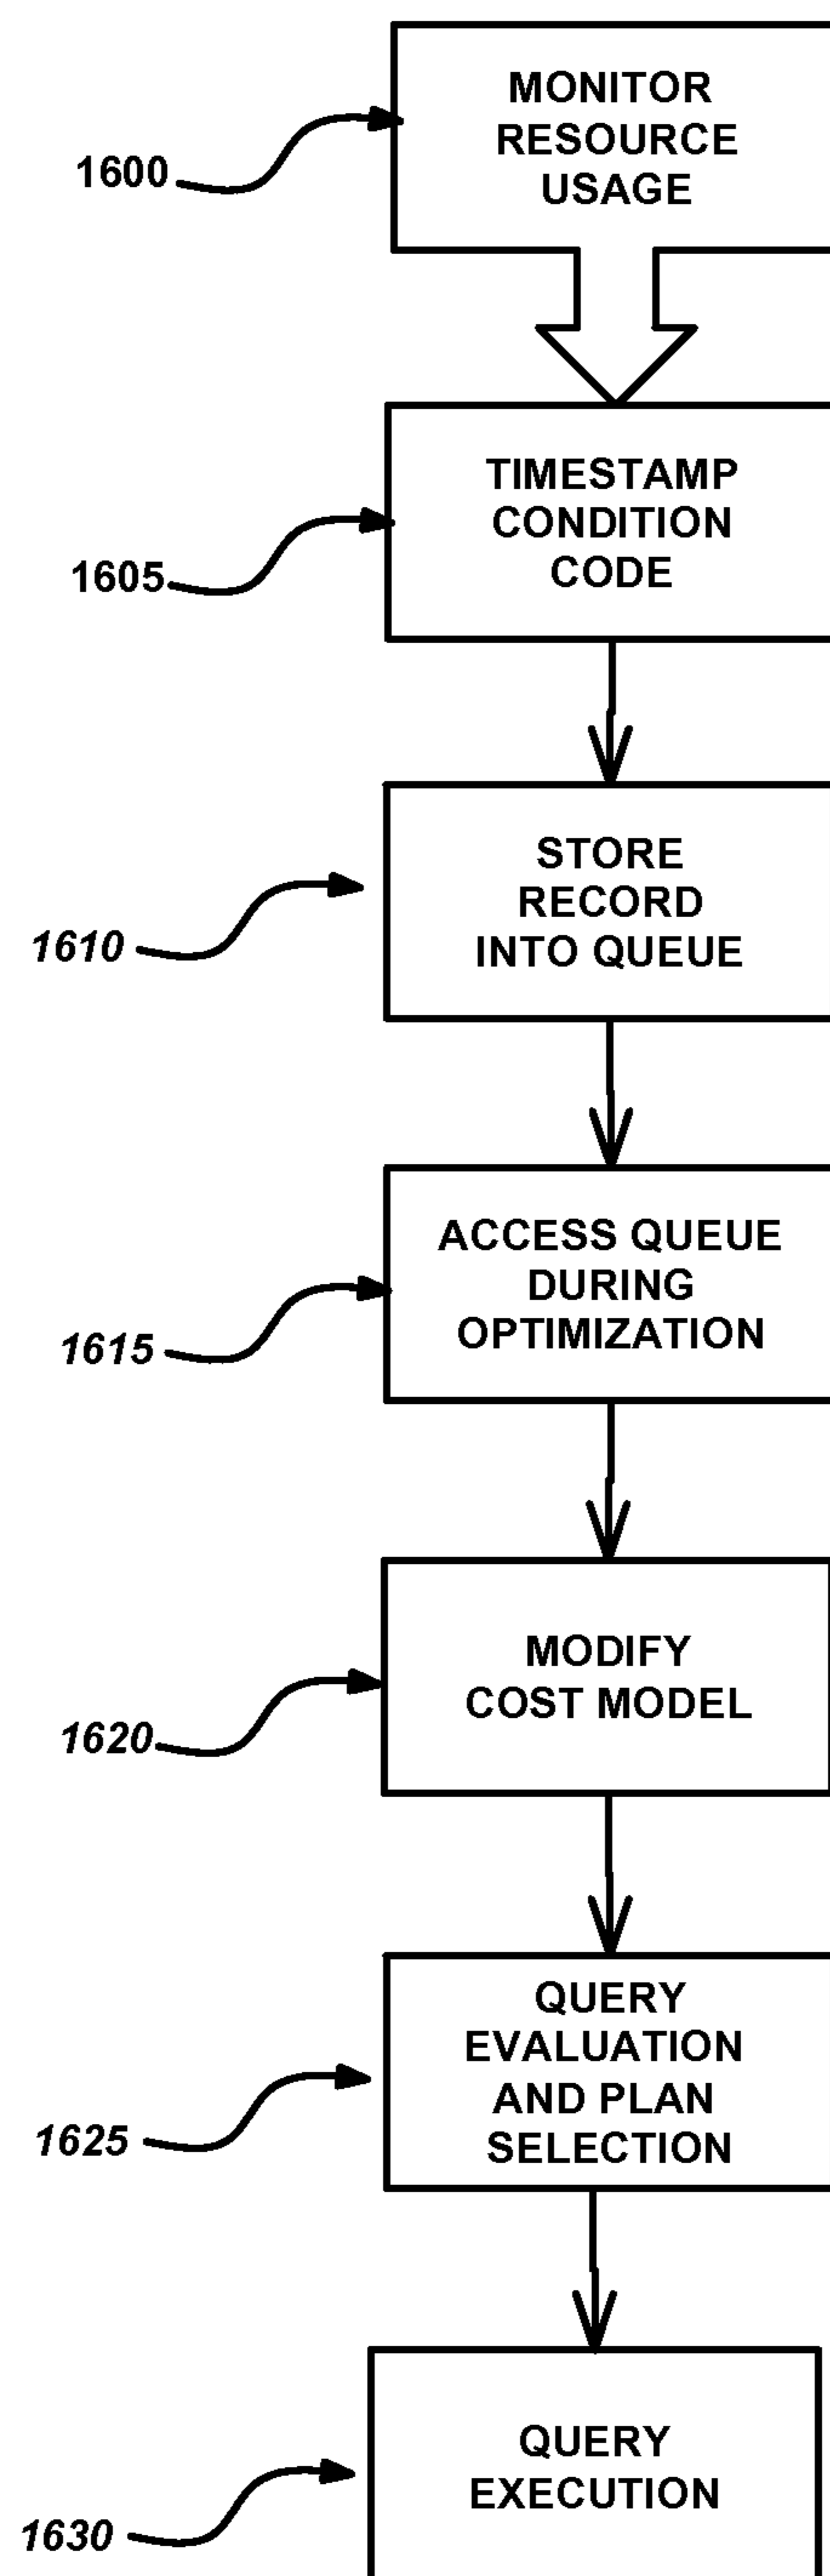 MONITOR
RESOURCE
USAGE
1600
TIMESTAMP
CONDITION
CODE
1605
STORE
RECORD
INTO QUEUE
1610
ACCESS QUEUE
DURING
OPTIMIZATION
1615
MODIFY
COST MODEL
1620
QUERY
EVALUATION
AND PLAN
SELECTION
1625
QUERY
EXECUTION
1630